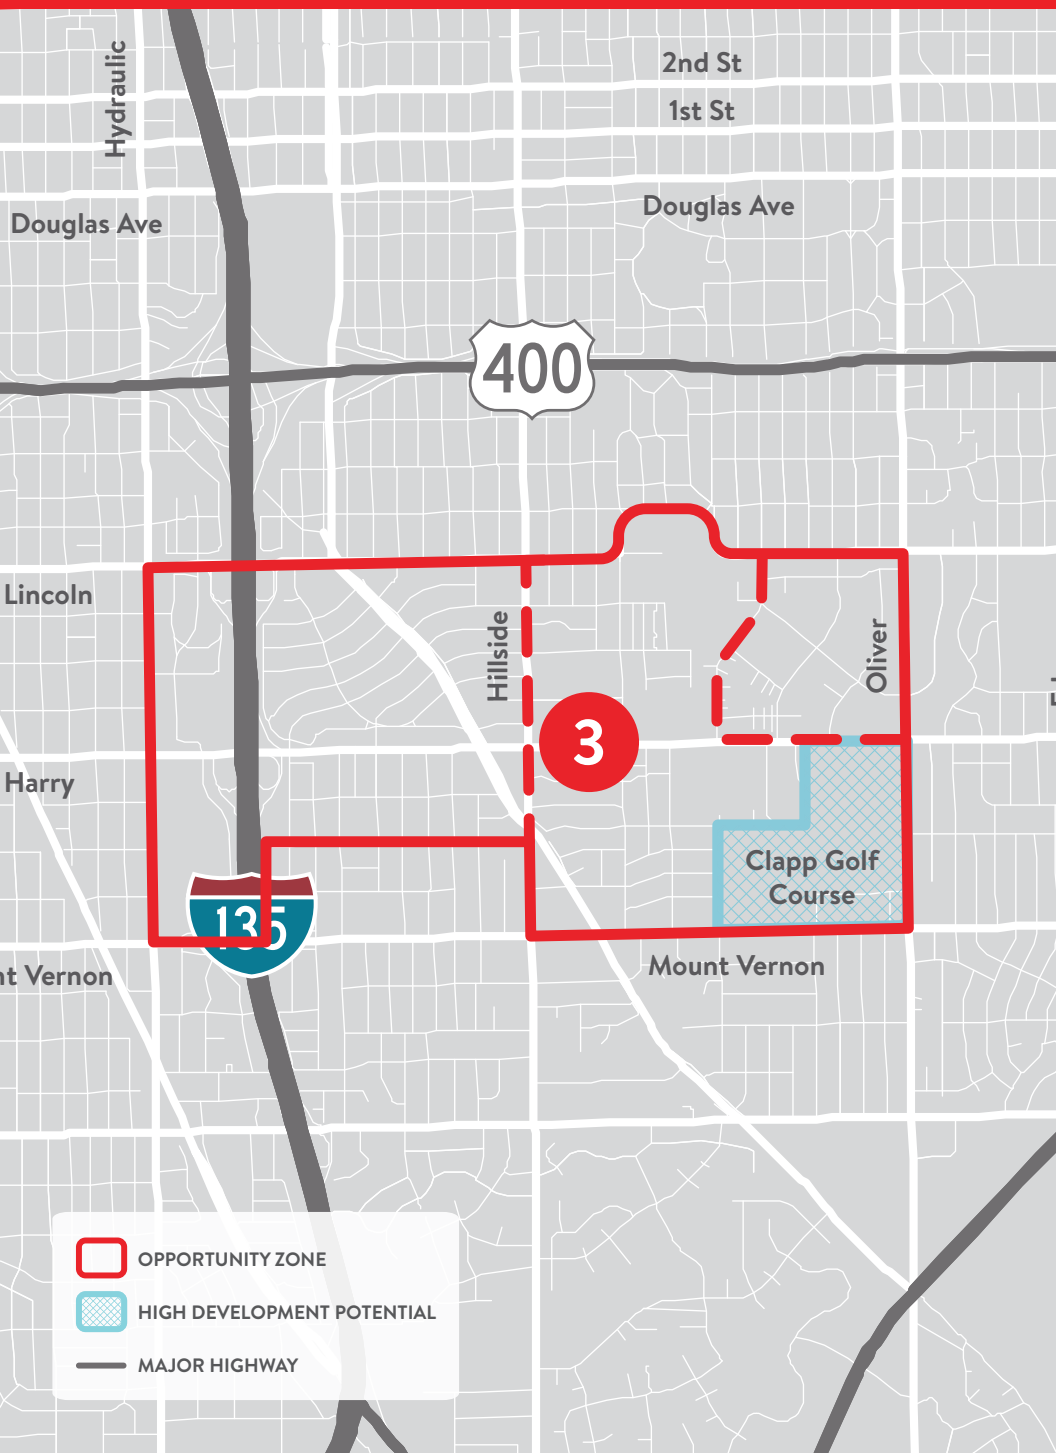 Hydraulic
2nd St
1st St
Douglas Ave
Douglas Ave
400
Lincoln
Hillside
Oliver
3
Harry
Clapp Golf
Course
135
nt Vernon
Mount Vernon
OPPORTUNITY ZONE
HIGH DEVELOPMENT POTENTIAL
MAJOR HIGHWAY